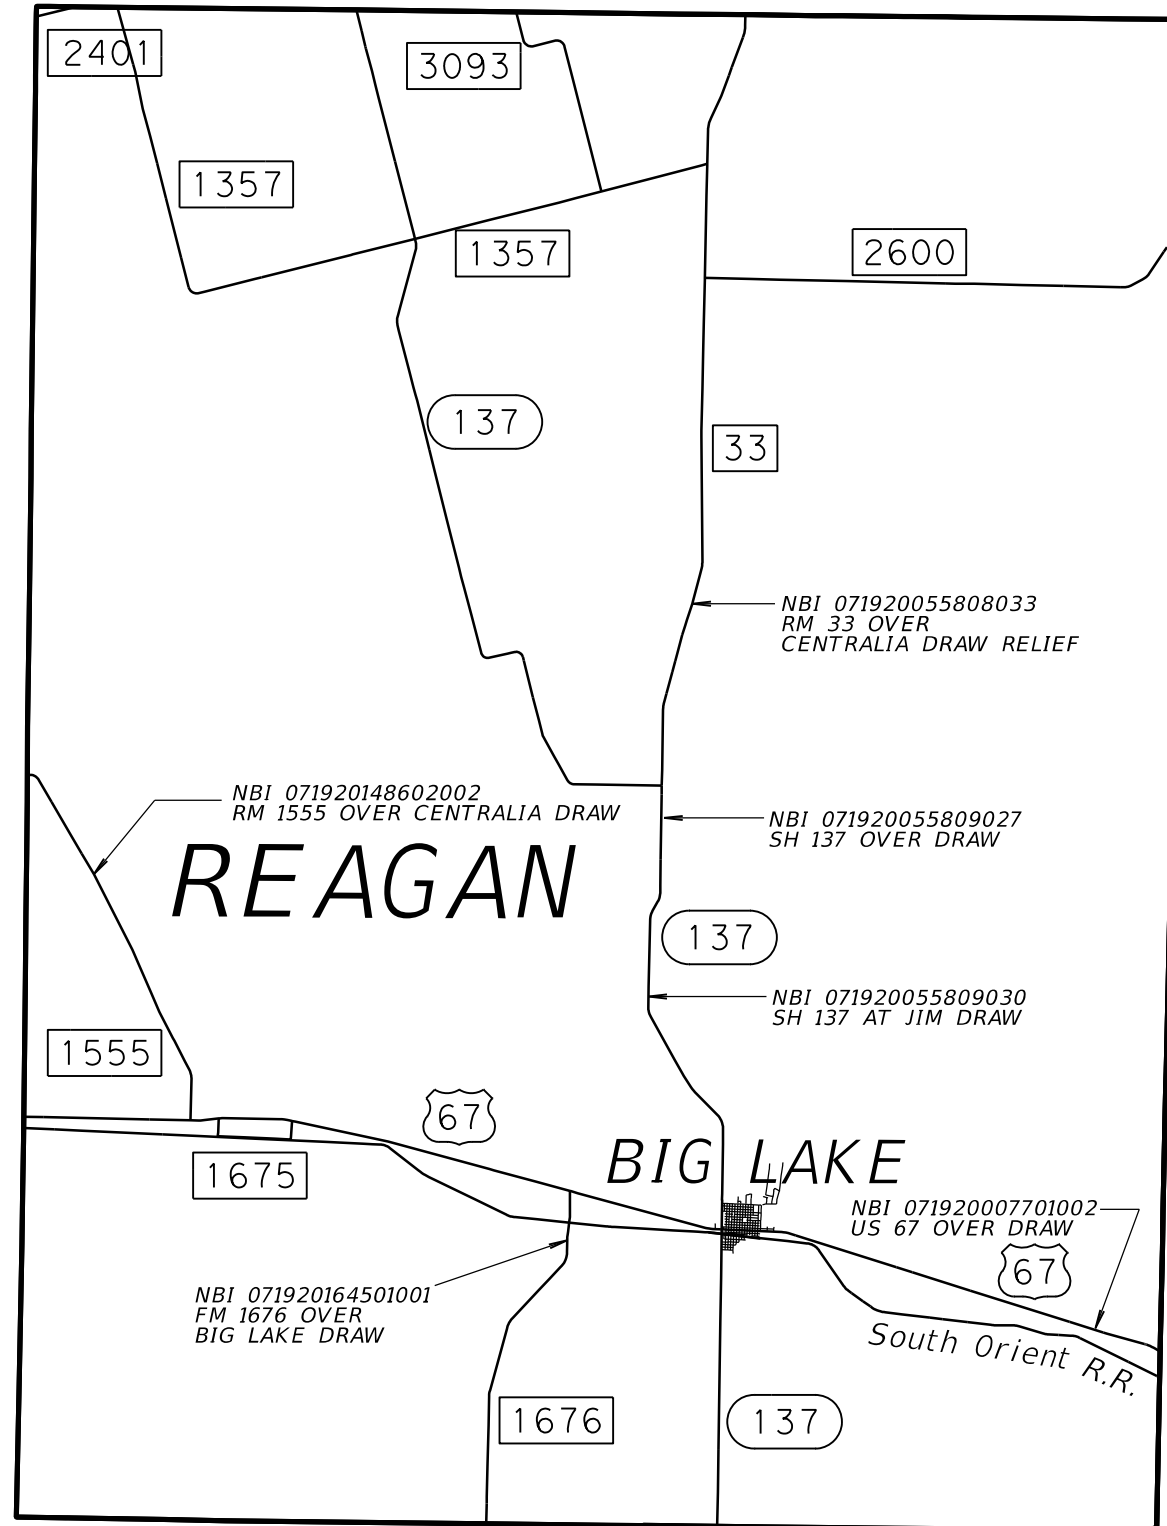 2401
3093
1357
1357
2600
137
33
NBI 071920055808033
RM 33 OVER
CENTRALIA DRAW RELIEF
NBI 071920148602002
RM 1555 OVER CENTRALIA DRAW
NBI 071920055809027
SH 137 OVER DRAW
REAGAN
137
NBI 071920055809030
SH 137 AT JIM DRAW
1555
67
BIG LAKE
1675
NBI 071920007701002
US 67 OVER DRAW
67
NBI 071920164501001
FM 1676 OVER
BIG LAKE DRAW
South Orient R.R.
1676
137